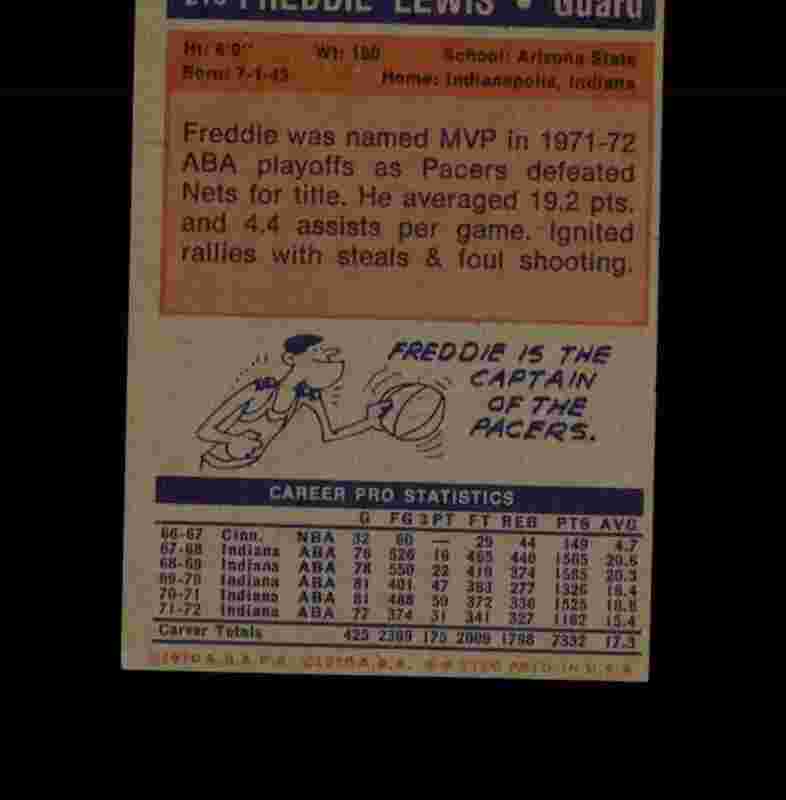 FREDDIE LEWIS • Guard
Ht: 6'0" Wt: 180 School: Arizona State
Born: 7-1-43 Home: Indianapolis, Indiana
Freddie was named MVP in 1971-72
ABA playoffs as Pacers defeated
Nets for title. He averaged 19.2 pts.
and 4.4 assists per game. Ignited
rallies with steals & foul shooting.
FREDDIE IS THE
CAPTAIN
OF THE
PACERS.
CAREER PRO STATISTICS
G FG 3PT FT REB PTS AVG
66-67 Cinn. NBA 32 60 — 29 44 149 4.7
67-68 Indiana ABA 76 526 16 465 440 1565 20.6
68-69 Indiana ABA 78 550 22 419 374 1585 20.3
69-70 Indiana ABA 81 401 47 383 277 1326 16.4
70-71 Indiana ABA 81 488 59 372 336 1525 18.8
71-72 Indiana ABA 77 374 31 341 327 1182 15.4
Career Totals 425 2399 175 2009 1798 7332 17.3